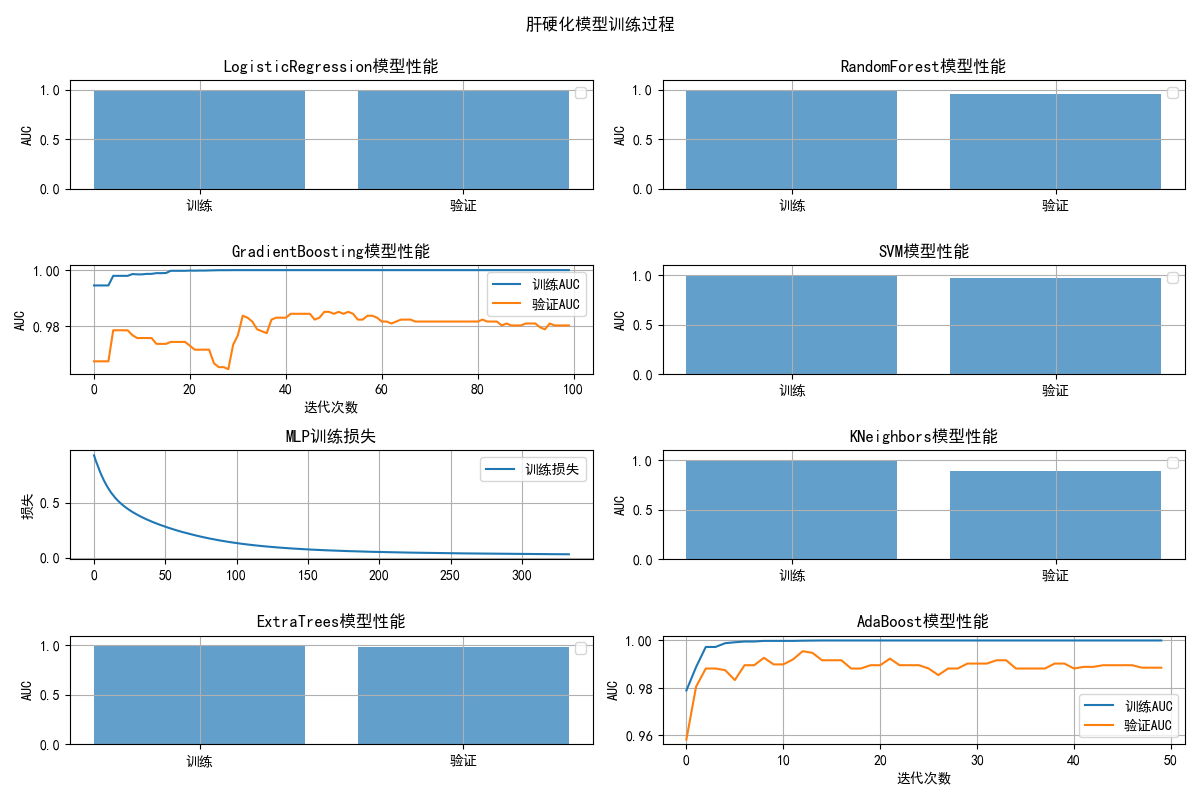 肝硬化模型训练过程
LogisticRegression模型性能
1.0
0.5
0.0
AUC
训练 验证
RandomForest模型性能
1.0
0.5
0.0
AUC
训练 验证
GradientBoosting模型性能
1.00
0.98
AUC
训练AUC
验证AUC
0 20 40 60 80 100
迭代次数
SVM模型性能
1.0
0.5
0.0
AUC
训练 验证
MLP训练损失
0.5
0.0
损失
训练损失
0 50 100 150 200 250 300
KNeighbors模型性能
1.0
0.5
0.0
AUC
训练 验证
ExtraTrees模型性能
1.0
0.5
0.0
AUC
训练 验证
AdaBoost模型性能
1.00
0.98
0.96
AUC
训练AUC
验证AUC
0 10 20 30 40 50
迭代次数